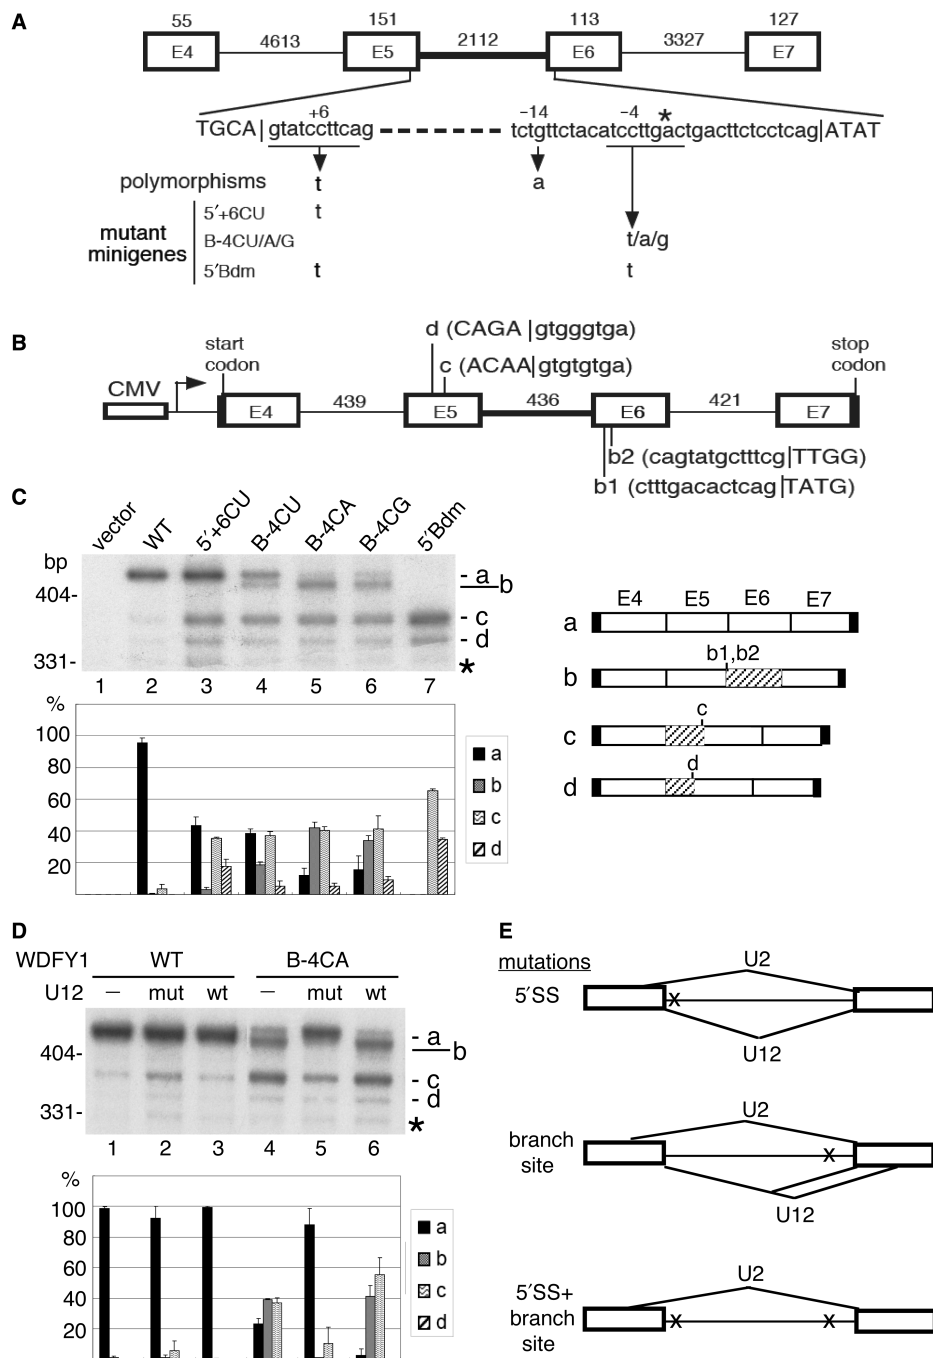 A
55 151 113 127
E4 4613 E5 2112 E6 3327 E7
+6 –14 –4 *
TGCA|gtatccttcag tctgttctacatccttgactgacttctcctcag|ATAT
polymorphisms t a
mutant minigenes
5′+6CU t
B-4CU/A/G t/a/g
5′Bdm t t
B
d (CAGA |gtgggtga)
c (ACAA|gtgtgtga)
start codon
stop codon
CMV
E4 439 E5 436 E6 421 E7
b2 (cagtatgctttcg|TTGG)
b1 (ctttgacactcag|TATG)
C
vector WT 5′+6CU B-4CU B-4CA B-4CG 5′Bdm
bp
404-
331-
- a
b
- c
- d
*
1 2 3 4 5 6 7
%
100
80
60
40
20
a
b
c
d
E4 E5 E6 E7
a
b1,b2
b
c
c
d
d
D
WDFY1 WT B-4CA
U12 – mut wt – mut wt
404-
331-
- a
b
- c
- d
*
1 2 3 4 5 6
%
100
80
60
40
20
a
b
c
d
E
mutations
5′SS
U2
x
U12
branch site
U2
x
U12
5′SS+ branch site
U2
x x